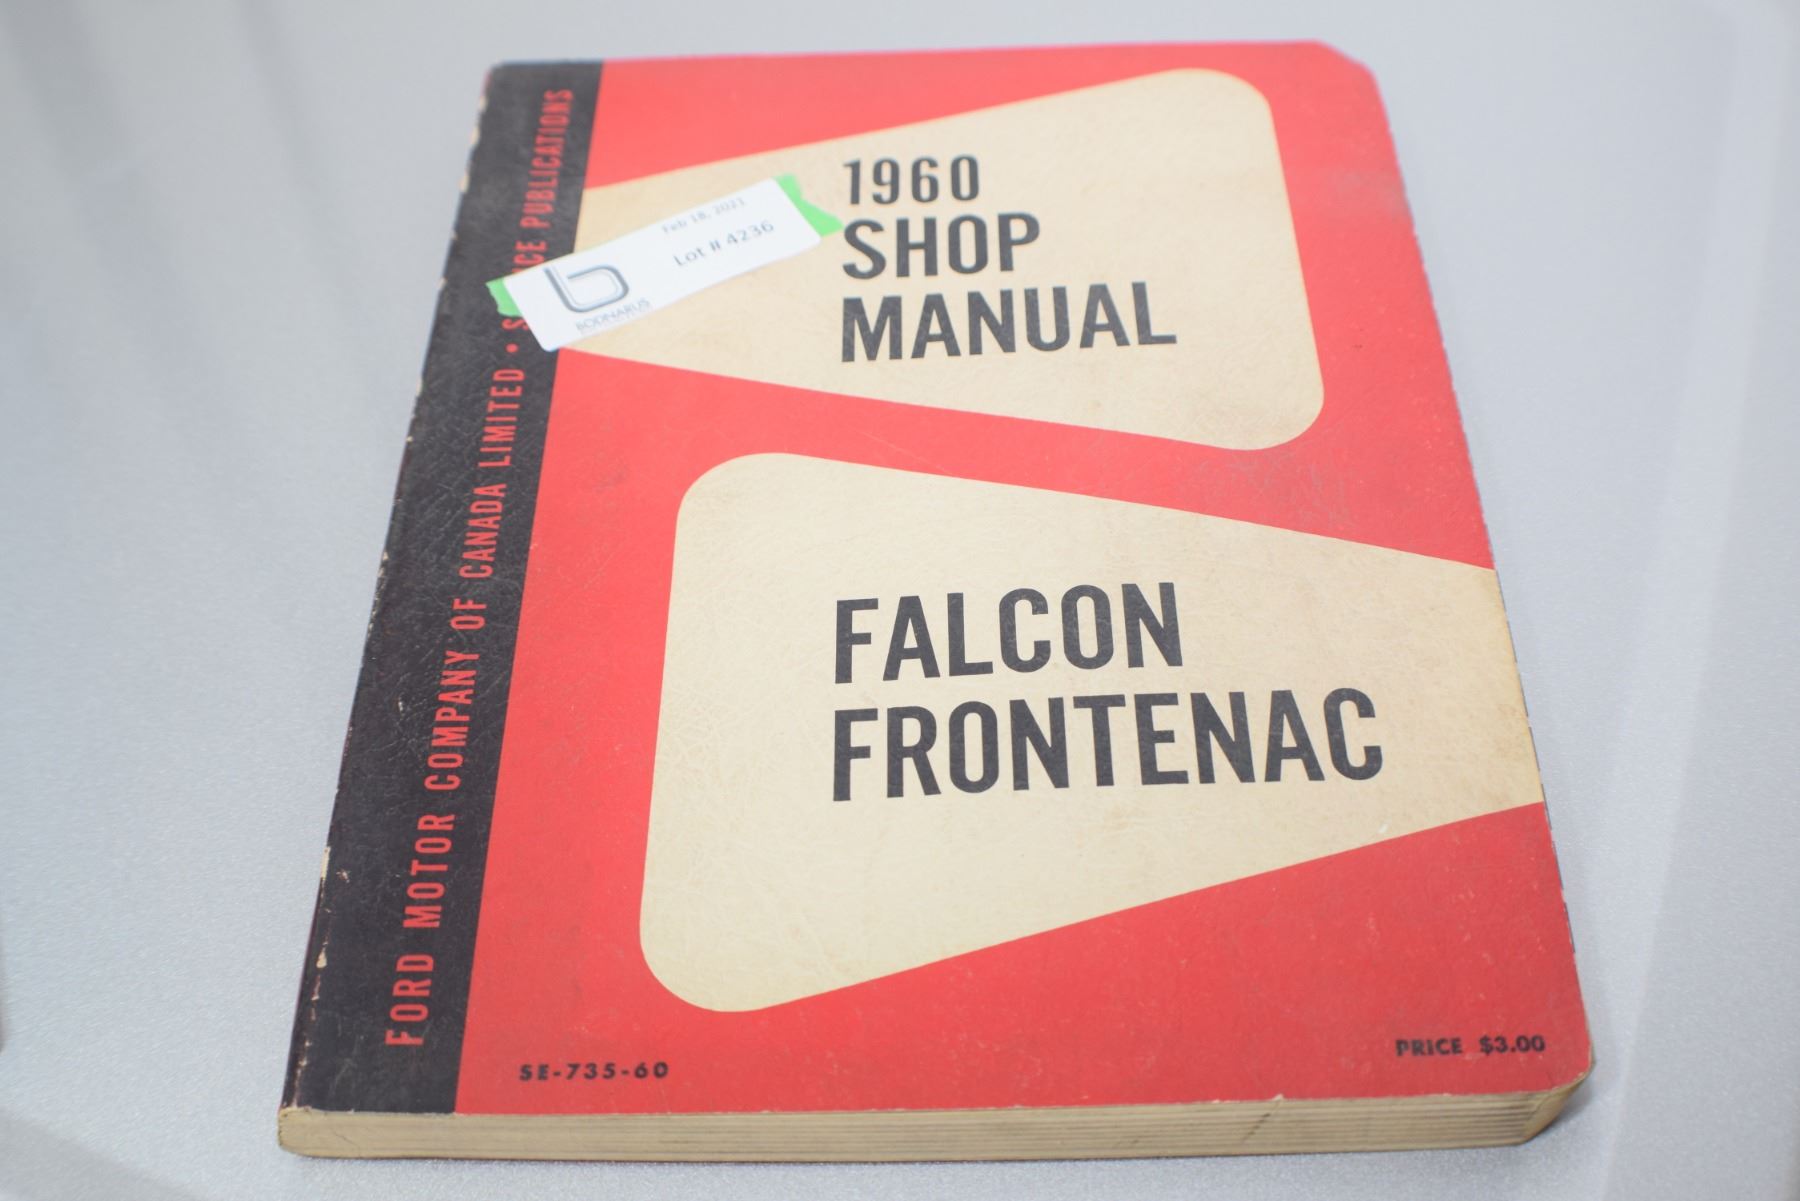 1960
SHOP
MANUAL
Feb 18, 2021
Lot # 4236
BODNARUS
FALCON
FRONTENAC
FORD MOTOR COMPANY OF CANADA LIMITED •
PUBLICATIONS
SE-735-60
PRICE $3.00